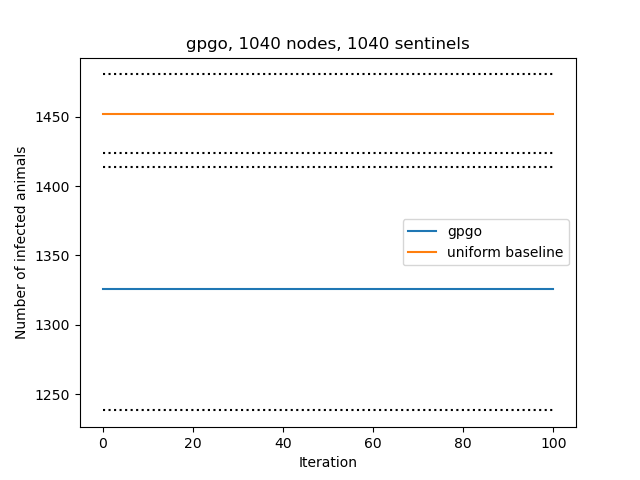 gpgo, 1040 nodes, 1040 sentinels
Number of infected animals
1450
1400
1350
1300
1250
gpgo
uniform baseline
0 20 40 60 80 100
Iteration